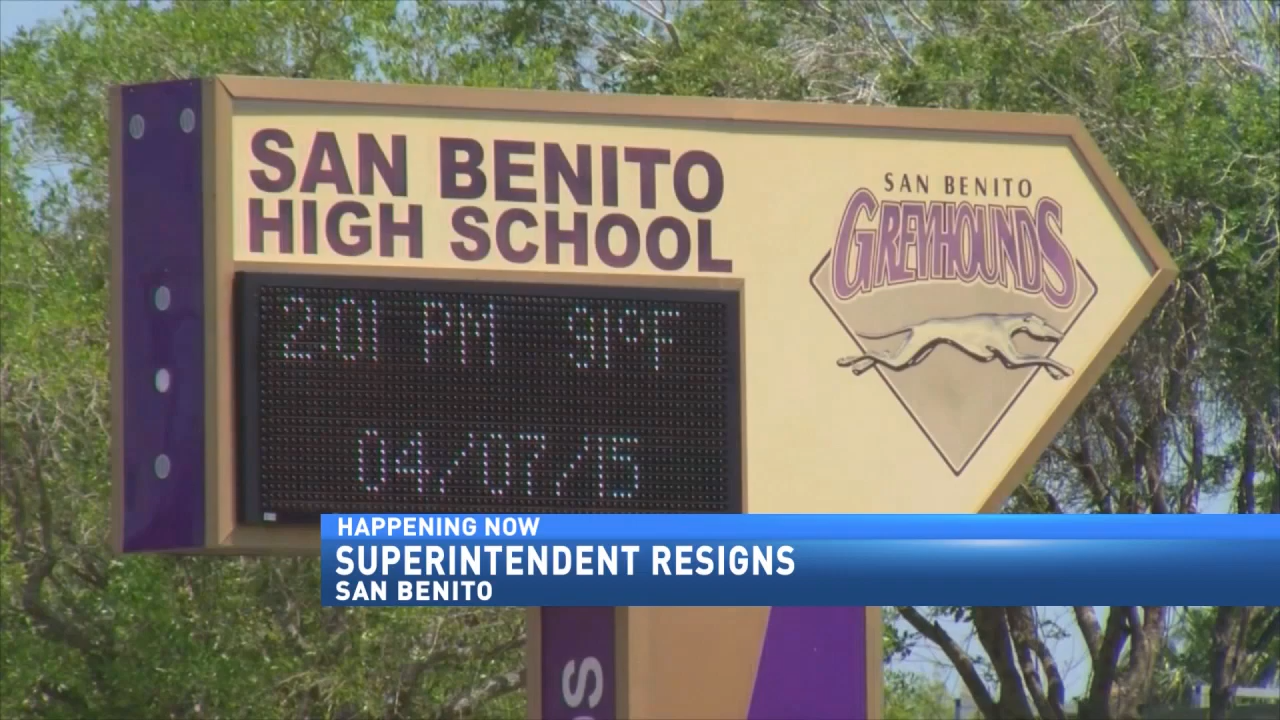 SAN BENITO
HIGH SCHOOL
SAN BENITO
GREYHOUNDS
2:01 PM 91°F
04/07/15
HAPPENING NOW
SUPERINTENDENT RESIGNS
SAN BENITO